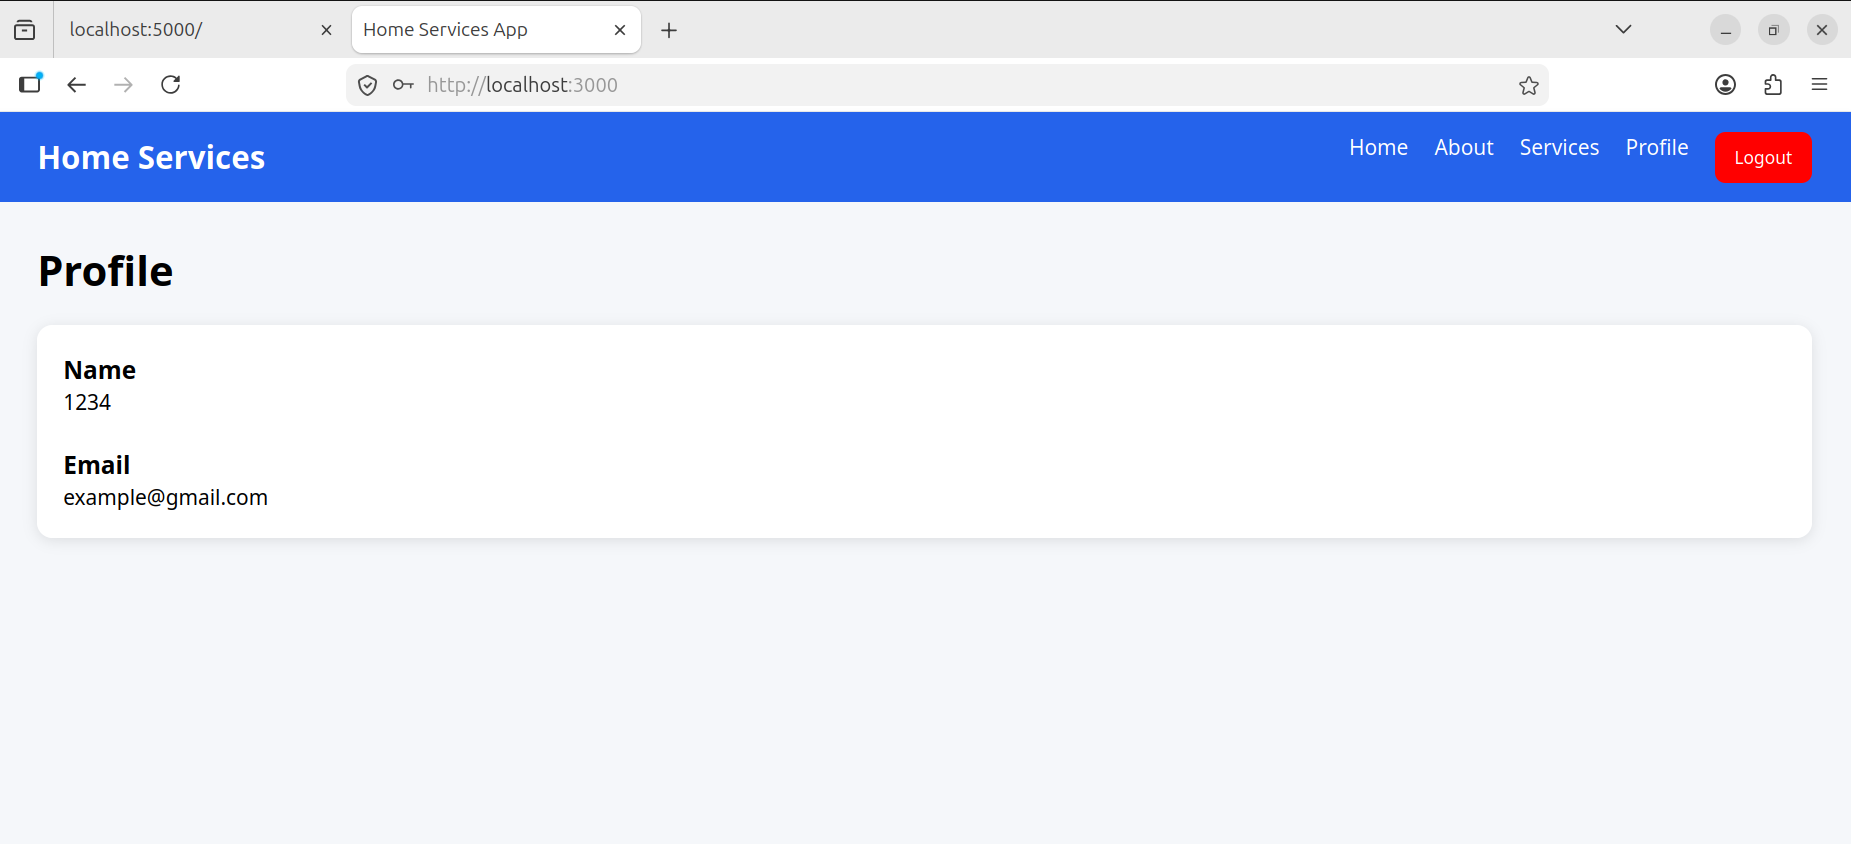 localhost:5000/
Home Services App
http://localhost:3000
Home Services
Home About Services Profile Logout
Profile
Name
1234
Email
example@gmail.com